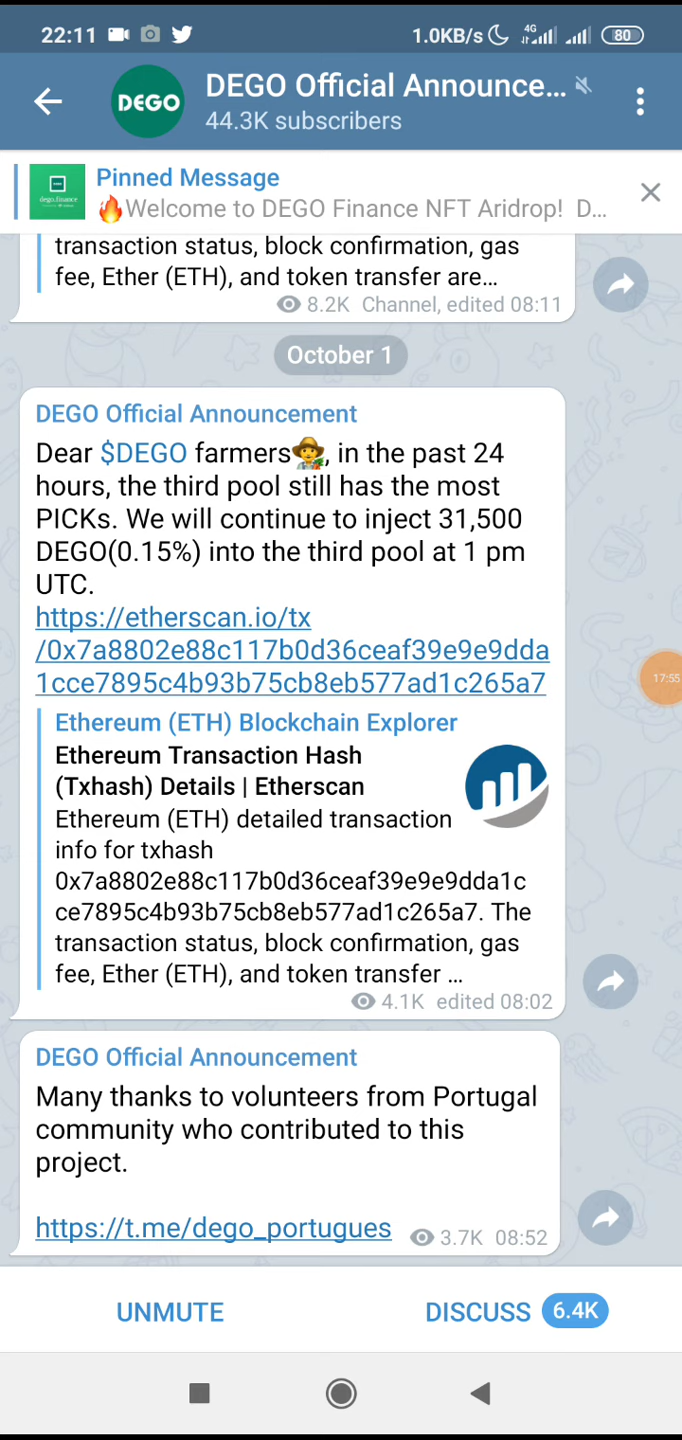 22:11 1.0KB/s 4G 80
DEGO DEGO Official Announce...
44.3K subscribers
Pinned Message
🔥Welcome to DEGO Finance NFT Aridrop! D...
transaction status, block confirmation, gas
fee, Ether (ETH), and token transfer are...
8.2K Channel, edited 08:11
October 1
DEGO Official Announcement
Dear $DEGO farmers🧑‍🌾, in the past 24
hours, the third pool still has the most
PICKs. We will continue to inject 31,500
DEGO(0.15%) into the third pool at 1 pm
UTC.
https://etherscan.io/tx
/0x7a8802e88c117b0d36ceaf39e9e9dda
1cce7895c4b93b75cb8eb577ad1c265a7
17:55
Ethereum (ETH) Blockchain Explorer
Ethereum Transaction Hash
(Txhash) Details | Etherscan
Ethereum (ETH) detailed transaction
info for txhash
0x7a8802e88c117b0d36ceaf39e9e9dda1c
ce7895c4b93b75cb8eb577ad1c265a7. The
transaction status, block confirmation, gas
fee, Ether (ETH), and token transfer ...
4.1K edited 08:02
DEGO Official Announcement
Many thanks to volunteers from Portugal
community who contributed to this
project.
https://t.me/dego_portugues 3.7K 08:52
UNMUTE DISCUSS 6.4K